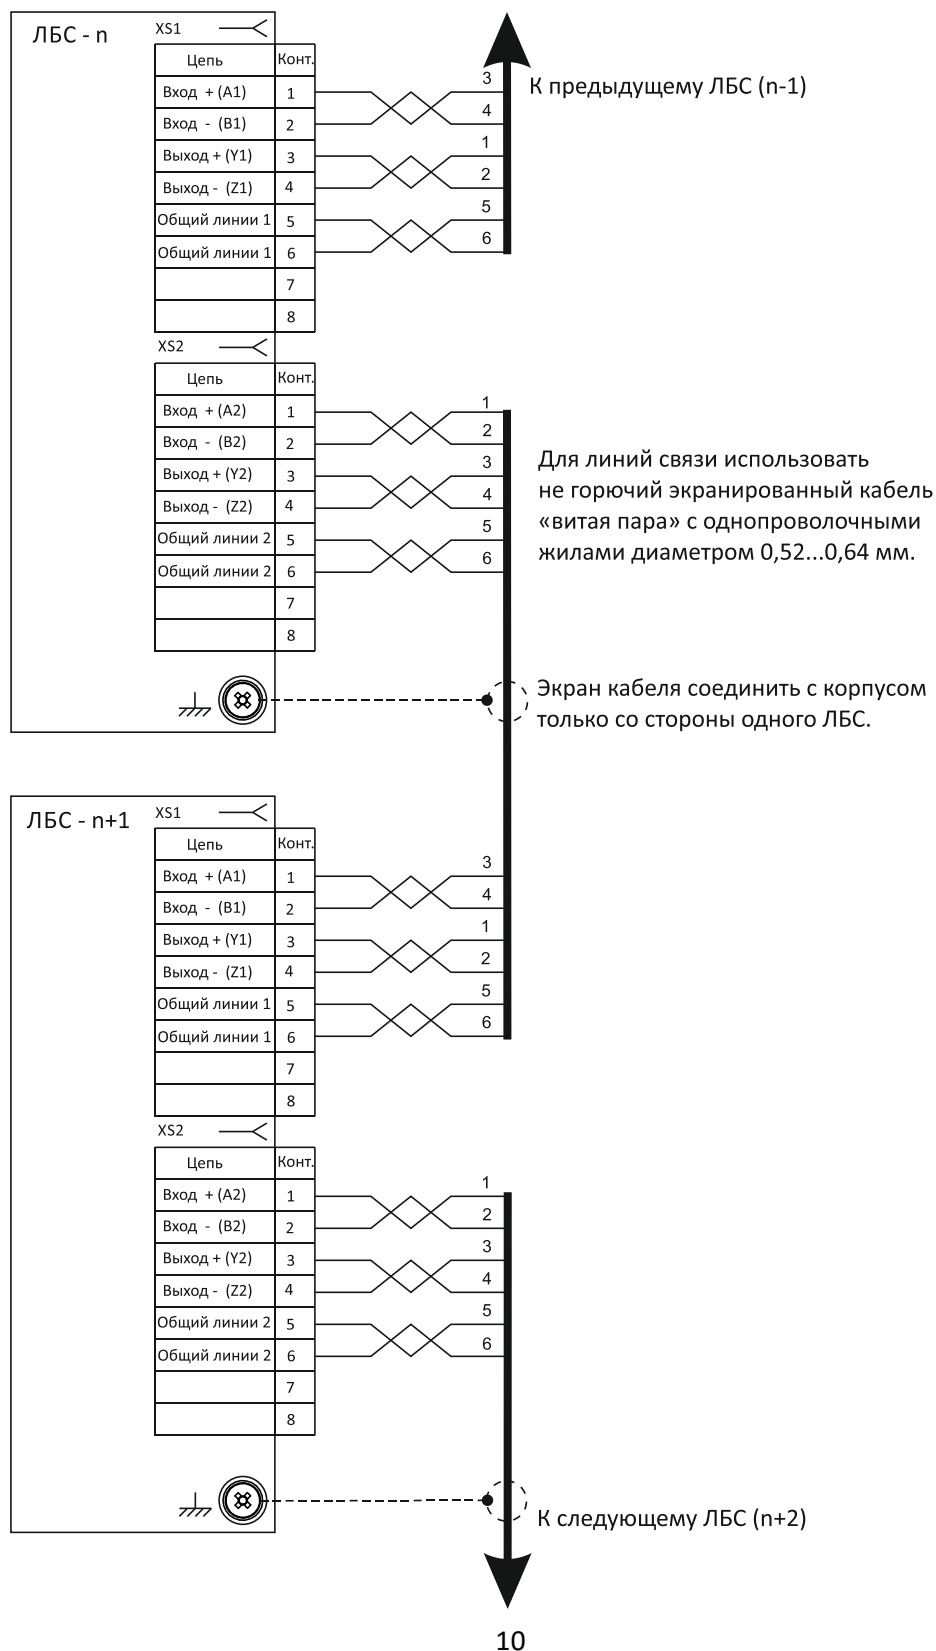 ЛБС - n
XS1
Цепь Конт.
Вход + (A1) 1 3
Вход - (B1) 2 4
Выход + (Y1) 3 1
Выход - (Z1) 4 2
Общий линии 1 5 5
Общий линии 1 6 6
7
8
К предыдущему ЛБС (n-1)
XS2
Цепь Конт.
Вход + (A2) 1 1
Вход - (B2) 2 2
Выход + (Y2) 3 3
Выход - (Z2) 4 4
Общий линии 2 5 5
Общий линии 2 6 6
7
8
Для линий связи использовать
не горючий экранированный кабель
«витая пара» с однопроволочными
жилами диаметром 0,52...0,64 мм.
Экран кабеля соединить с корпусом
только со стороны одного ЛБС.
ЛБС - n+1
XS1
Цепь Конт.
Вход + (A1) 1 3
Вход - (B1) 2 4
Выход + (Y1) 3 1
Выход - (Z1) 4 2
Общий линии 1 5 5
Общий линии 1 6 6
7
8
XS2
Цепь Конт.
Вход + (A2) 1 1
Вход - (B2) 2 2
Выход + (Y2) 3 3
Выход - (Z2) 4 4
Общий линии 2 5 5
Общий линии 2 6 6
7
8
К следующему ЛБС (n+2)
10